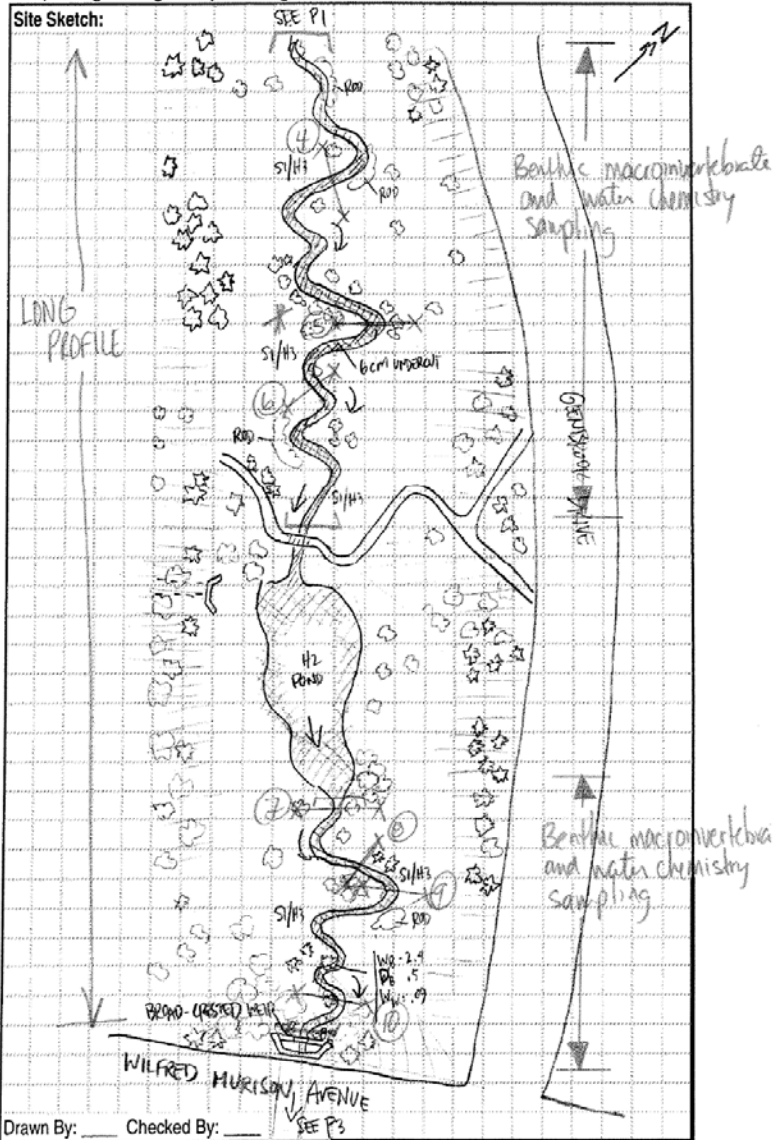 Site Sketch:
SEE P1
N
ROD
4
S1/H3
ROD
Benthic macroinvertebrate
and water chemistry
sampling
LONG
PROFILE
5
S1/H3
6cm UNDERCUT
6
ROD
S1/H3
DRIVE
H2
POND
7
8
Benthic macroinvertebra
and water chemistry
sampling
S1/H3
9
S1/H3
ROD
10
BROAD-CRESTED WEIR
WILFRED MURISON AVENUE
SEE P3
Drawn By: ____ Checked By: ____